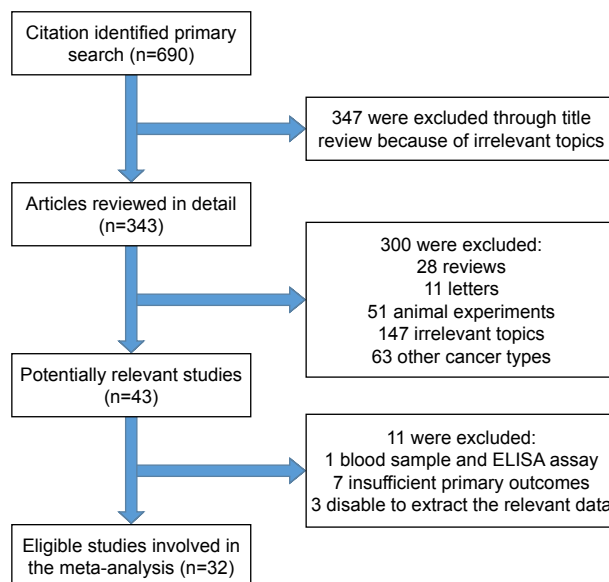 Citation identified primary
search (n=690)
347 were excluded through title
review because of irrelevant topics
Articles reviewed in detail
(n=343)
300 were excluded:
28 reviews
11 letters
51 animal experiments
147 irrelevant topics
63 other cancer types
Potentially relevant studies
(n=43)
11 were excluded:
1 blood sample and ELISA assay
7 insufficient primary outcomes
3 disable to extract the relevant data
Eligible studies involved in
the meta-analysis (n=32)